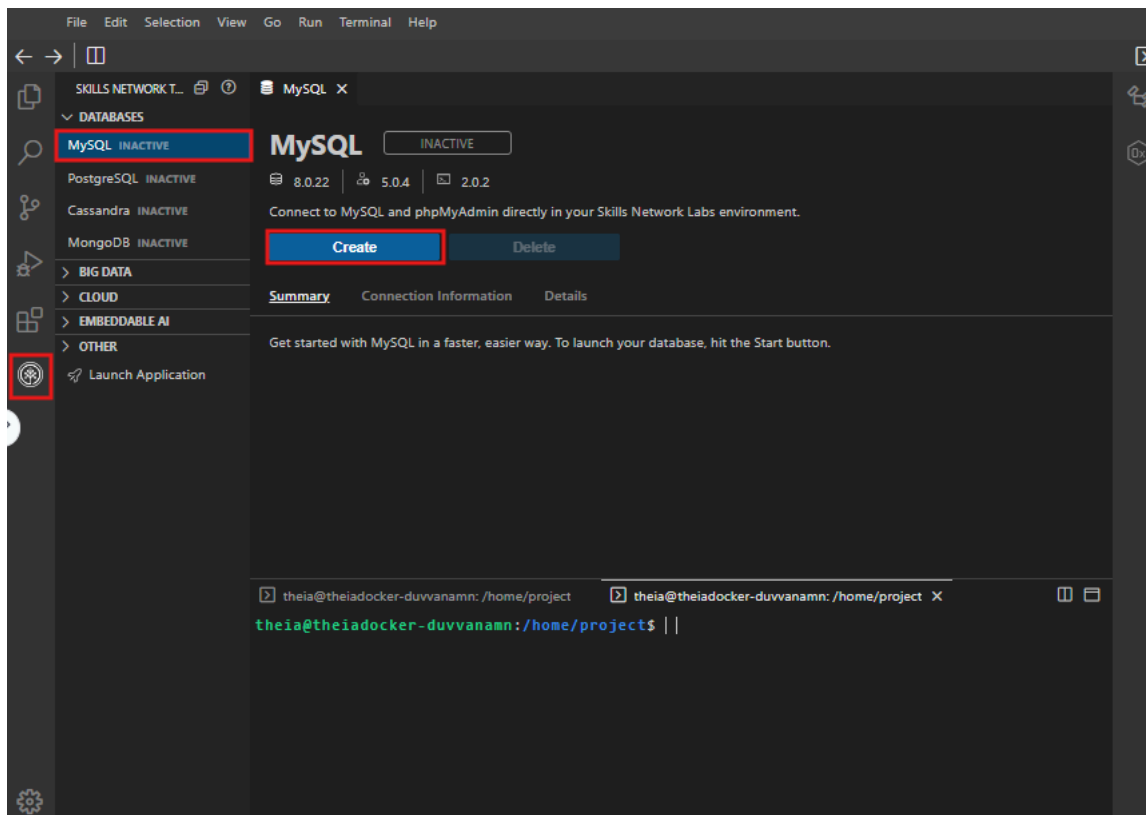 File Edit Selection View Go Run Terminal Help
SKILLS NETWORK T...
DATABASES
MySQL INACTIVE
PostgreSQL INACTIVE
Cassandra INACTIVE
MongoDB INACTIVE
BIG DATA
CLOUD
EMBEDDABLE AI
OTHER
Launch Application
MySQL
MySQL INACTIVE
8.0.22 5.0.4 2.0.2
Connect to MySQL and phpMyAdmin directly in your Skills Network Labs environment.
Create Delete
Summary Connection Information Details
Get started with MySQL in a faster, easier way. To launch your database, hit the Start button.
theia@theiadocker-duvvanamn: /home/project theia@theiadocker-duvvanamn: /home/project
theia@theiadocker-duvvanamn:/home/project$